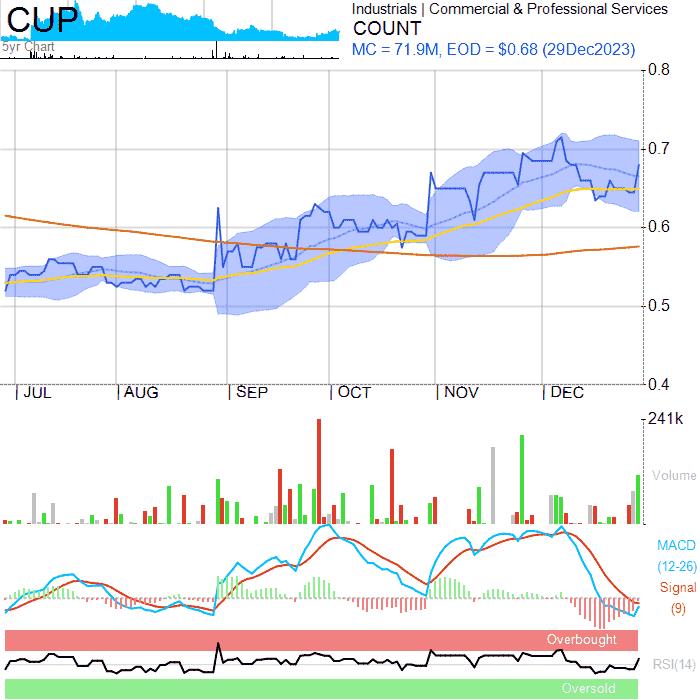 CUP
5yr Chart
Industrials | Commercial & Professional Services
COUNT
MC = 71.9M, EOD = $0.68 (29Dec2023)
0.8
0.7
0.6
0.5
0.4
JUL AUG SEP OCT NOV DEC
241k
Volume
MACD
(12-26)
Signal
(9)
Overbought
RSI(14)
Oversold